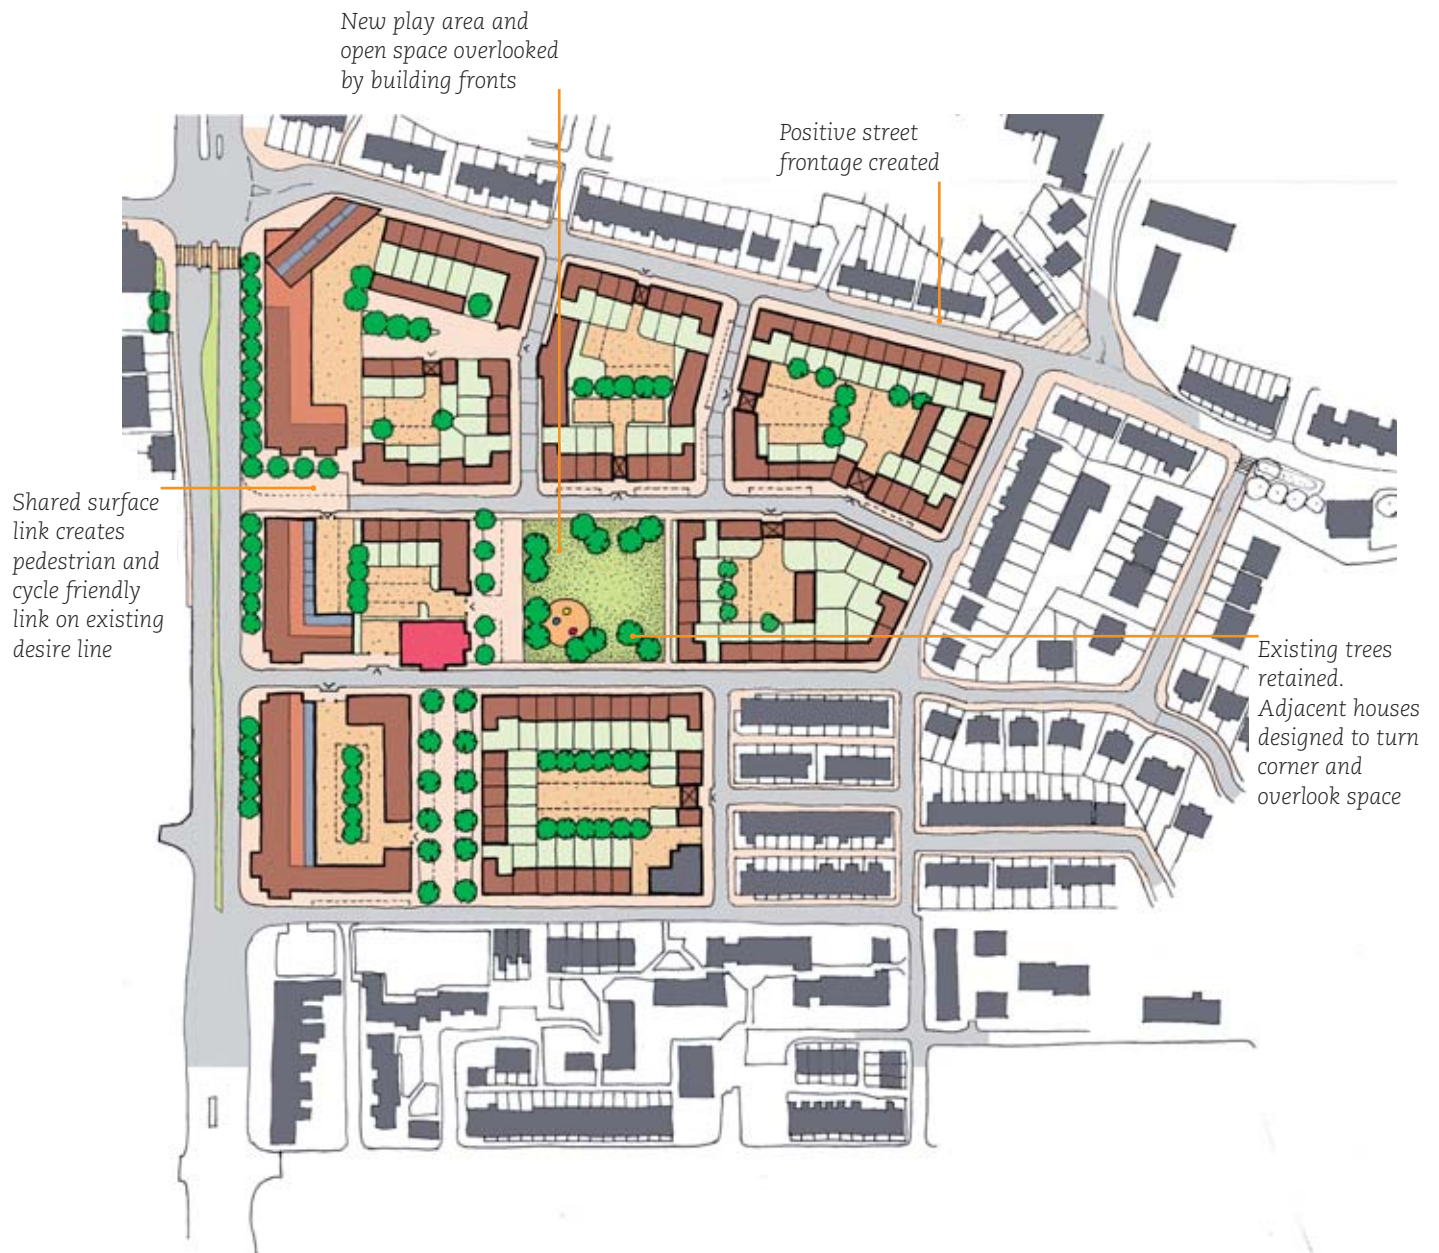 New play area and
open space overlooked
by building fronts
Positive street
frontage created
Shared surface
link creates
pedestrian and
cycle friendly
link on existing
desire line
Existing trees
retained.
Adjacent houses
designed to turn
corner and
overlook space